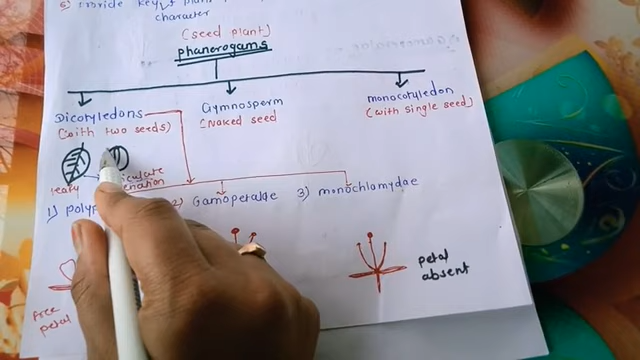 character
(seed plant)
phanerogams
Dicotyledons
(with two seeds)
Gymnosperm
(Naked seed
monocotyledon
(with single seed)
leafy
1) Polyp
2) Gamopetalae
3) monochlamydae
Free
petal
petal
absent